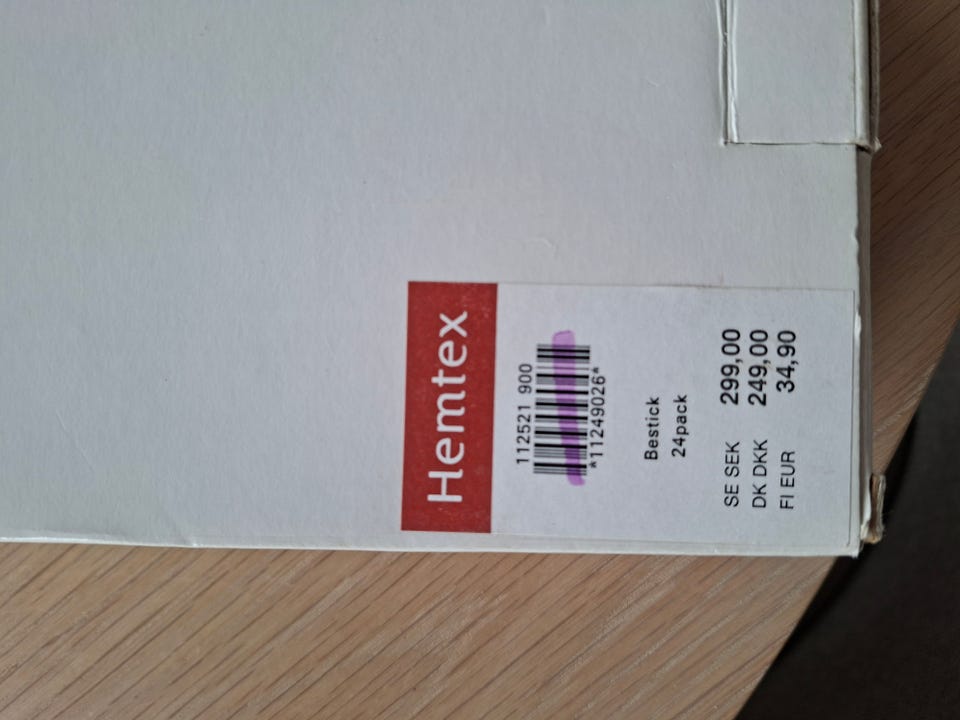 Hemtex
112521 900
*11249026*
Bestick
24pack
SE SEK 299,00
DK DKK 249,00
FI EUR 34,90